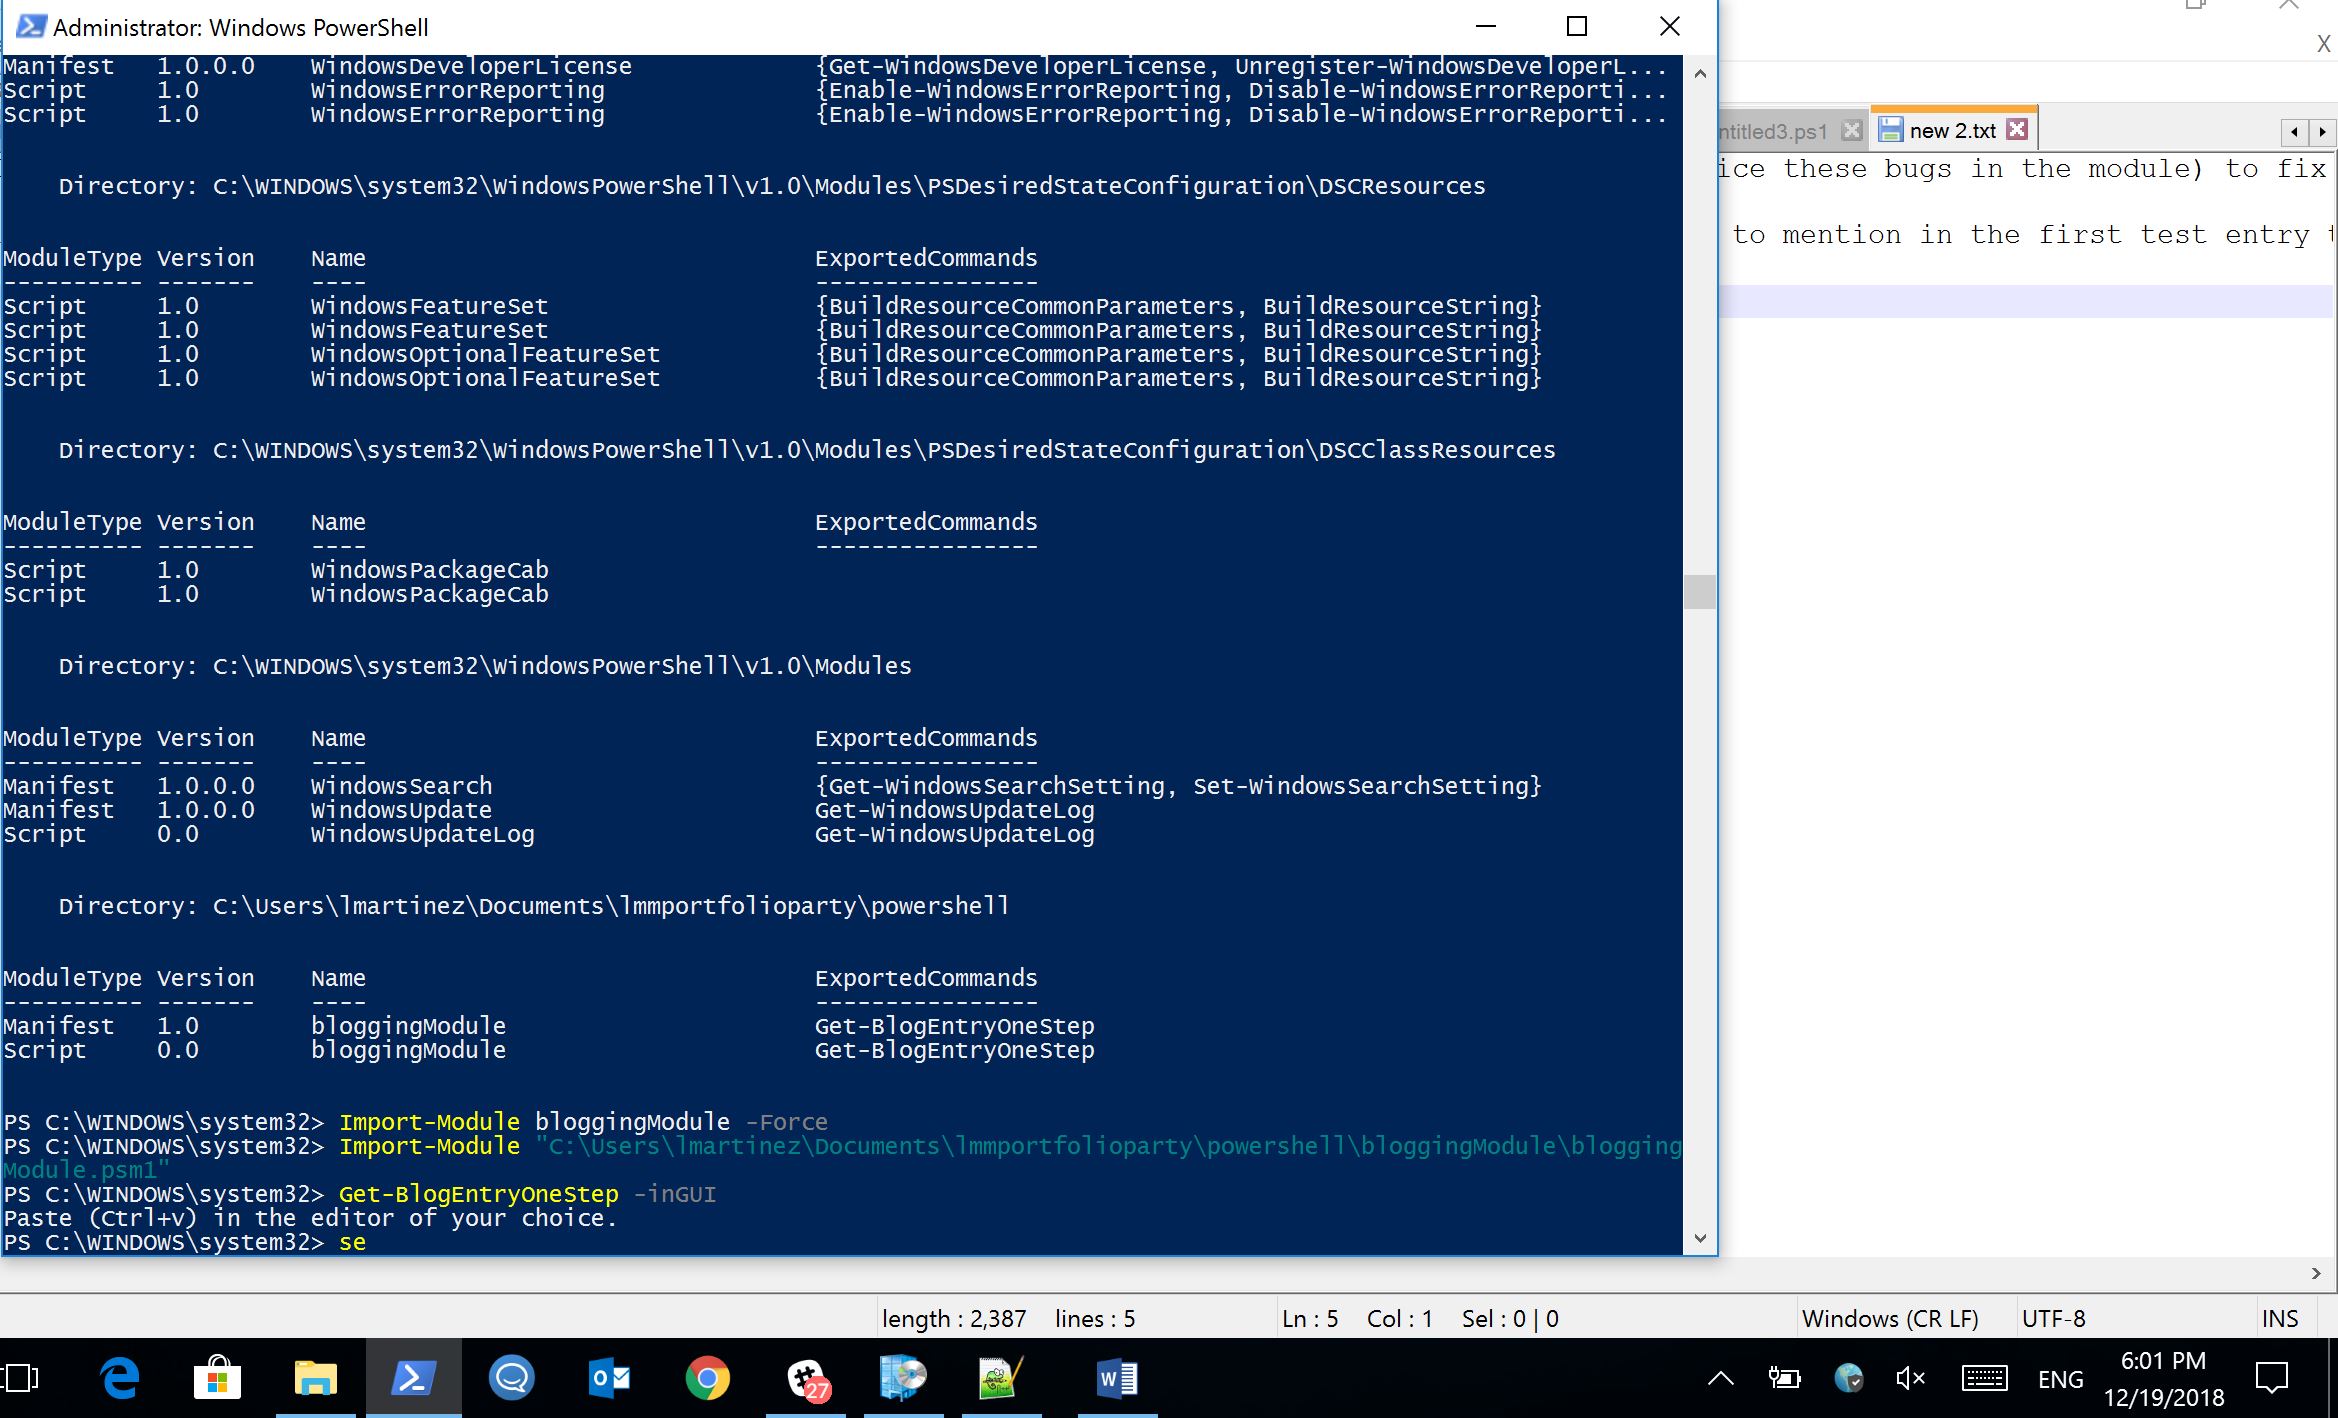 Administrator: Windows PowerShell
Manifest 1.0.0.0 WindowsDeveloperLicense {Get-WindowsDeveloperLicense, Unregister-WindowsDeveloperL...
Script 1.0 WindowsErrorReporting {Enable-WindowsErrorReporting, Disable-WindowsErrorReporti...
Script 1.0 WindowsErrorReporting {Enable-WindowsErrorReporting, Disable-WindowsErrorReporti...
Directory: C:\WINDOWS\system32\WindowsPowerShell\v1.0\Modules\PSDesiredStateConfiguration\DSCResources
ModuleType Version Name ExportedCommands
---------- ------- ---- ----------------
Script 1.0 WindowsFeatureSet {BuildResourceCommonParameters, BuildResourceString}
Script 1.0 WindowsFeatureSet {BuildResourceCommonParameters, BuildResourceString}
Script 1.0 WindowsOptionalFeatureSet {BuildResourceCommonParameters, BuildResourceString}
Script 1.0 WindowsOptionalFeatureSet {BuildResourceCommonParameters, BuildResourceString}
Directory: C:\WINDOWS\system32\WindowsPowerShell\v1.0\Modules\PSDesiredStateConfiguration\DSCClassResources
ModuleType Version Name ExportedCommands
---------- ------- ---- ----------------
Script 1.0 WindowsPackageCab
Script 1.0 WindowsPackageCab
Directory: C:\WINDOWS\system32\WindowsPowerShell\v1.0\Modules
ModuleType Version Name ExportedCommands
---------- ------- ---- ----------------
Manifest 1.0.0.0 WindowsSearch {Get-WindowsSearchSetting, Set-WindowsSearchSetting}
Manifest 1.0.0.0 WindowsUpdate Get-WindowsUpdateLog
Script 0.0 WindowsUpdateLog Get-WindowsUpdateLog
Directory: C:\Users\lmartinez\Documents\lmmportfolioparty\powershell
ModuleType Version Name ExportedCommands
---------- ------- ---- ----------------
Manifest 1.0 bloggingModule Get-BlogEntryOneStep
Script 0.0 bloggingModule Get-BlogEntryOneStep
PS C:\WINDOWS\system32> Import-Module bloggingModule -Force
PS C:\WINDOWS\system32> Import-Module "C:\Users\lmartinez\Documents\lmmportfolioparty\powershell\bloggingModule\blogging
Module.psm1"
PS C:\WINDOWS\system32> Get-BlogEntryOneStep -inGUI
Paste (Ctrl+v) in the editor of your choice.
PS C:\WINDOWS\system32> se
X
ntitled3.ps1 new 2.txt
ice these bugs in the module) to fix
to mention in the first test entry t
length : 2,387 lines : 5 Ln : 5 Col : 1 Sel : 0 | 0 Windows (CR LF) UTF-8 INS
27
ENG
6:01 PM
12/19/2018